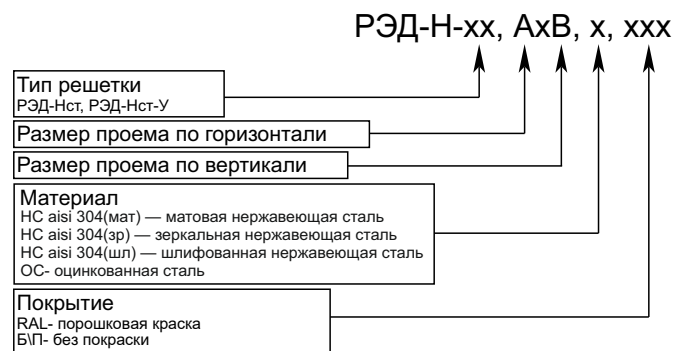 РЭД-Н-хх, АхВ, х, ххх
Тип решетки
РЭД-Нст, РЭД-Нст-У
Размер проема по горизонтали
Размер проема по вертикали
Материал
НС aisi 304(мат) — матовая нержавеющая сталь
НС aisi 304(зр) — зеркальная нержавеющая сталь
НС aisi 304(шл) — шлифованная нержавеющая сталь
ОС- оцинкованная сталь
Покрытие
RAL- порошковая краска
Б\П- без покраски